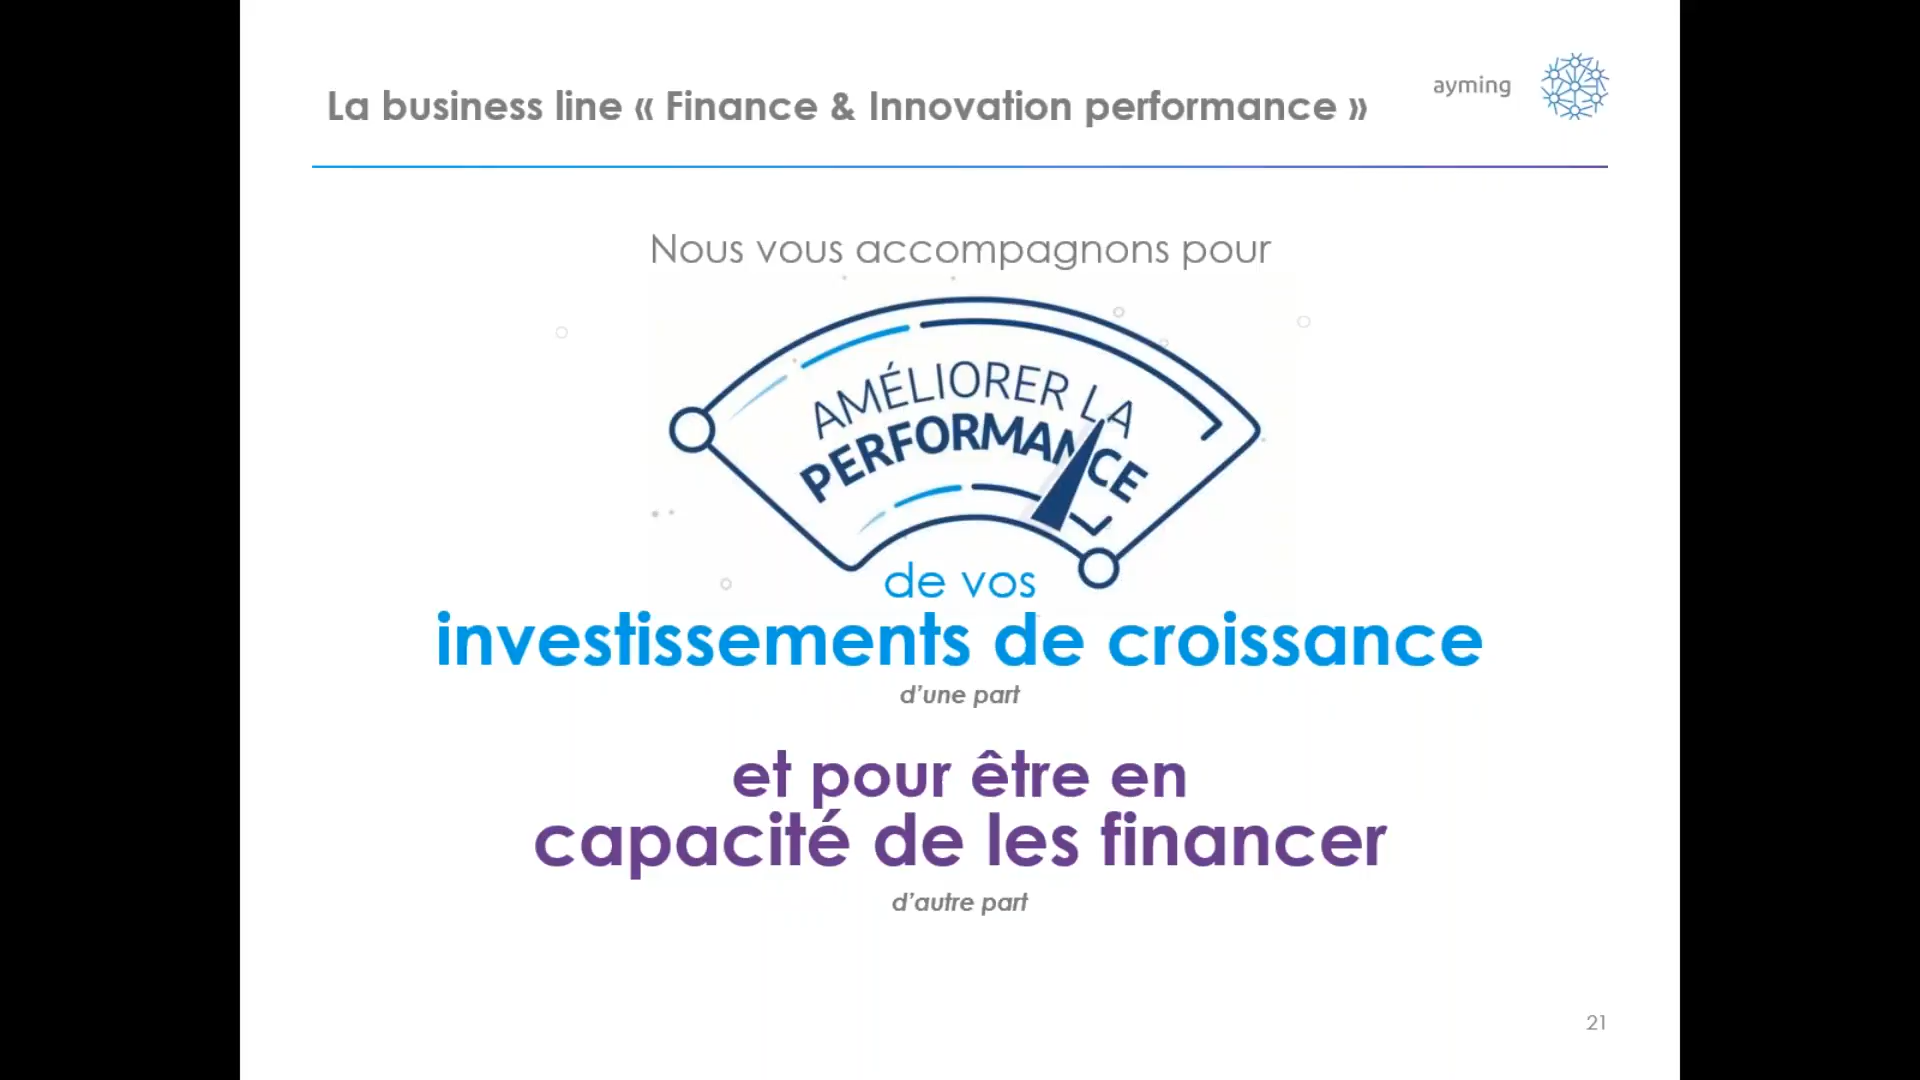 La business line « Finance & Innovation performance »
ayming
Nous vous accompagnons pour
AMÉLIORER LA
PERFORMANCE
de vos
investissements de croissance
d’une part
et pour être en
capacité de les financer
d’autre part
21